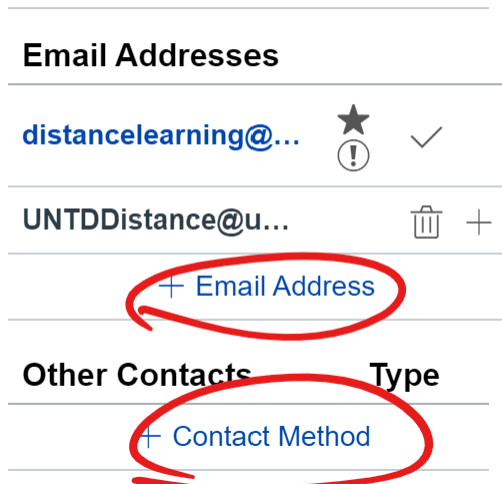 Email Addresses
distancelearning@...
UNTDDistance@u...
+ Email Address
Other Contacts Type
+ Contact Method